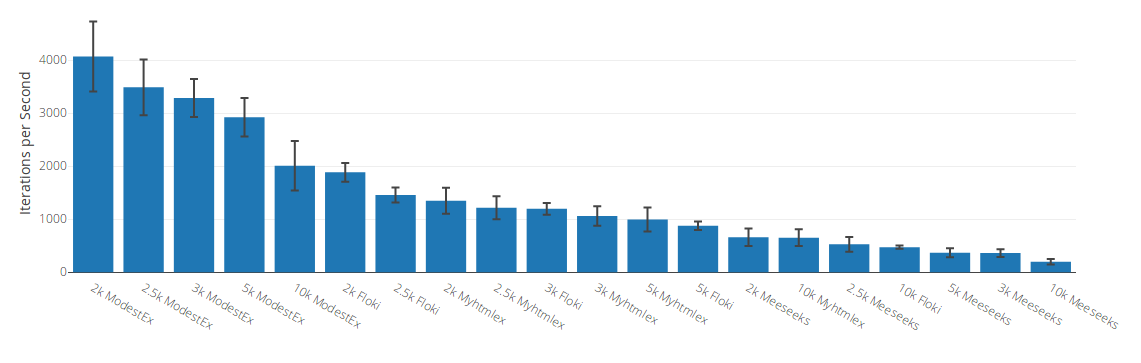 Iterations per Second
4000
3000
2000
1000
0
2k ModestEx
2.5k ModestEx
3k ModestEx
5k ModestEx
10k ModestEx
2k Floki
2.5k Floki
2k Myhtmlex
2.5k Myhtmlex
3k Floki
3k Myhtmlex
5k Myhtmlex
5k Floki
2k Meeseeks
10k Myhtmlex
2.5k Meeseeks
10k Floki
5k Meeseeks
3k Meeseeks
10k Meeseeks